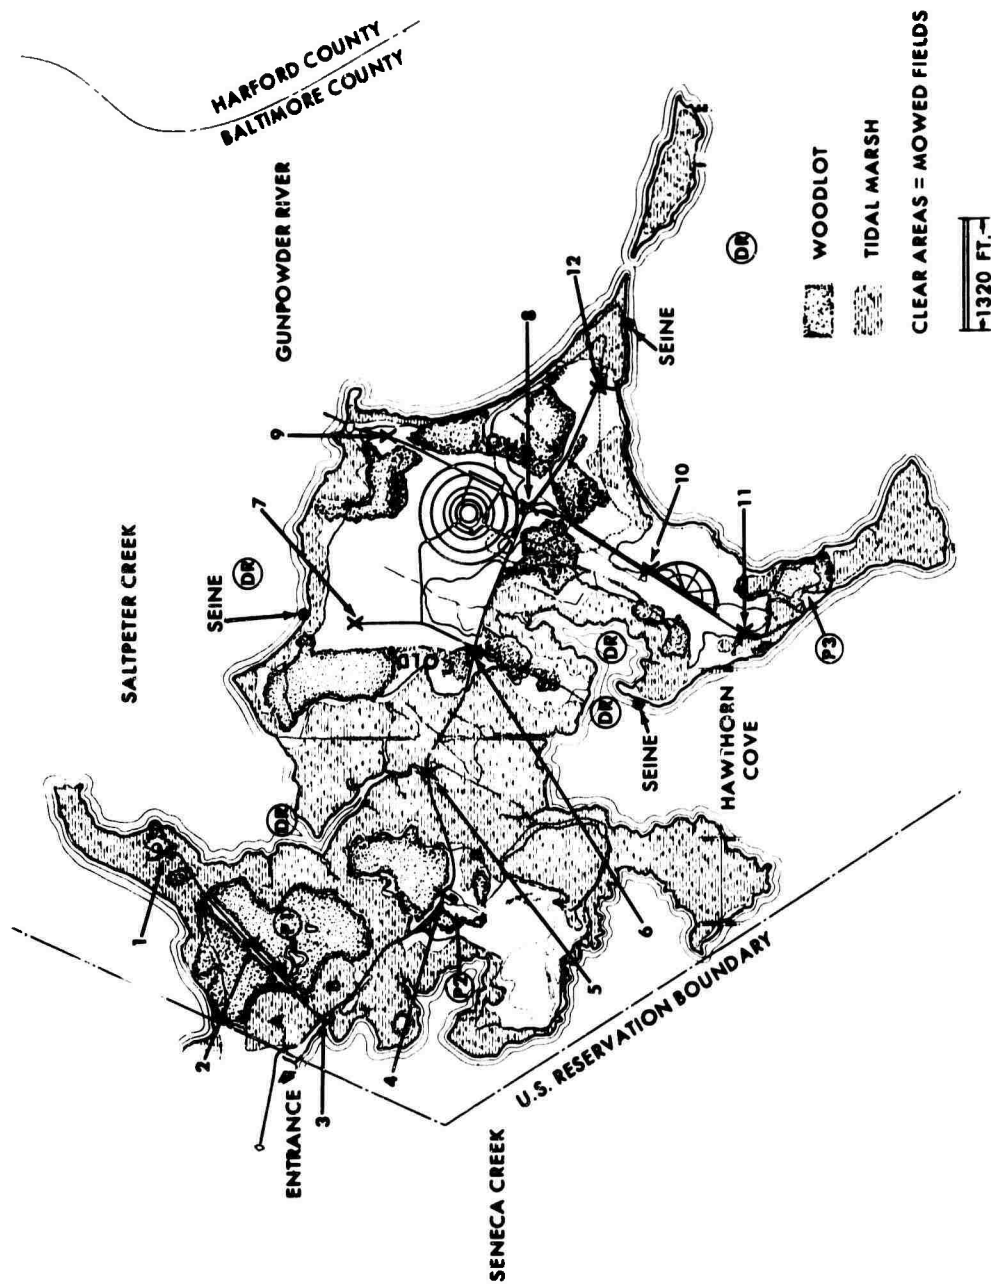 HARFORD COUNTY
BALTIMORE COUNTY
GUNPOWDER RIVER
SALTPETER CREEK
SEINE
DR
DR
1
2
3
4
5
6
7
8
9
10
11
12
ENTRANCE
SENECA CREEK
P2
DR
DR
SEINE
HAWTHORN
COVE
P3
SEINE
DR
OLD
U.S. RESERVATION BOUNDARY
WOODLOT
TIDAL MARSH
CLEAR AREAS = MOWED FIELDS
1320 FT.